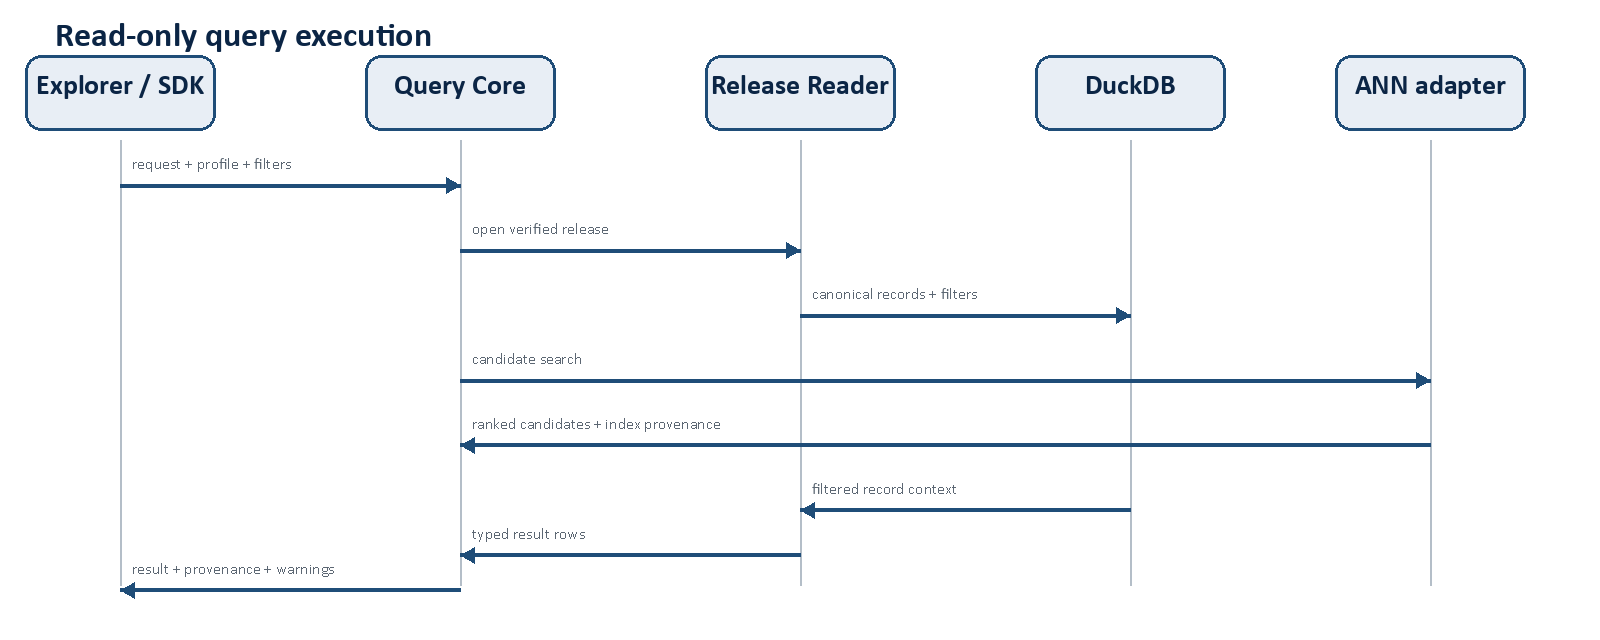 Read-only query execution
Explorer / SDK
Query Core
Release Reader
DuckDB
ANN adapter
request + profile + filters
open verified release
canonical records + filters
candidate search
ranked candidates + index provenance
filtered record context
typed result rows
result + provenance + warnings